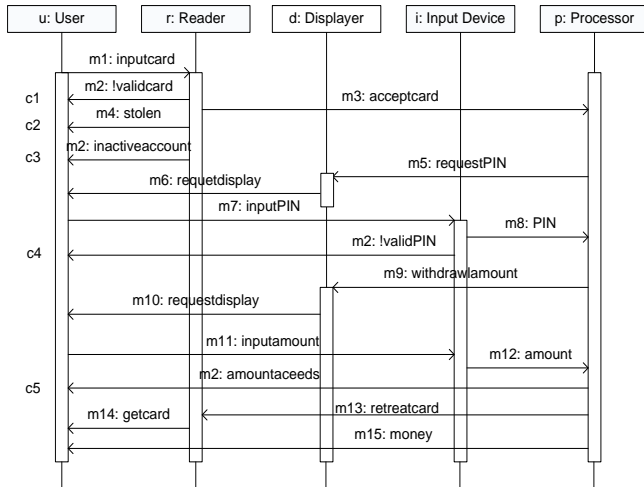 u: User
r: Reader
d: Displayer
i: Input Device
p: Processor
m1: inputcard
m2: !validcard
c1
m3: acceptcard
m4: stolen
c2
m2: inactiveaccount
c3
m5: requestPIN
m6: requetdisplay
m7: inputPIN
m8: PIN
m2: !validPIN
c4
m9: withdrawlamount
m10: requestdisplay
m11: inputamount
m12: amount
m2: amountaceeds
c5
m13: retreatcard
m14: getcard
m15: money